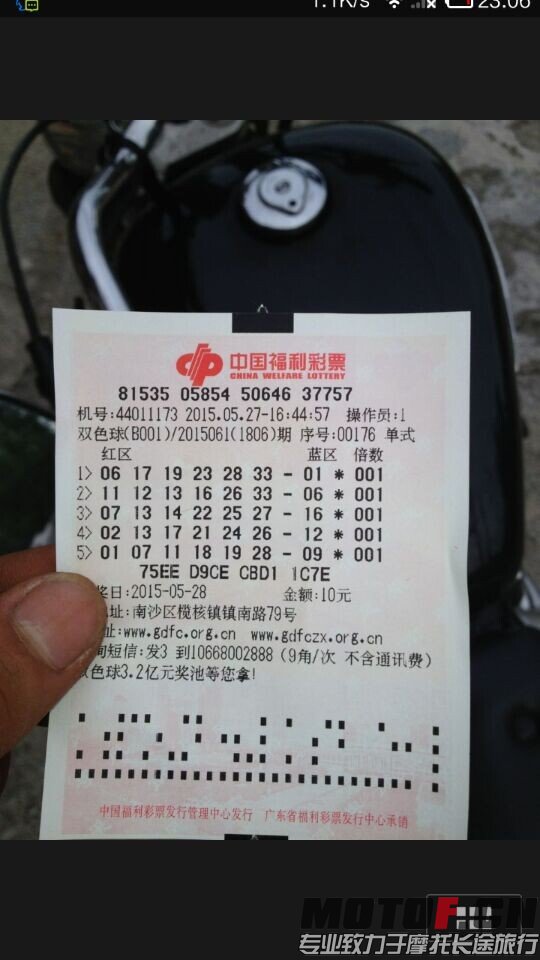 1.1K/s 23:06
中国福利彩票
CHINA WELFARE LOTTERY
81535 05854 50646 37757
机号:44011173 2015.05.27-16:44:57 操作员:1
双色球(B001)/2015061(1806)期 序号:00176 单式
红区 蓝区 倍数
1> 06 17 19 23 28 33 - 01 * 001
2> 11 12 13 16 26 33 - 06 * 001
3> 07 13 14 22 25 27 - 16 * 001
4> 02 13 17 21 24 26 - 12 * 001
5> 01 07 11 18 19 28 - 09 * 001
75EE D9CE CBD1 1C7E
奖日:2015-05-28 金额:10元
址:南沙区榄核镇镇南路79号
:www.gdfc.org.cn www.gdfczx.org.cn
询短信:发3 到10668002888 (9角/次 不含通讯费)
双色球3.2亿元奖池等您拿!
中国福利彩票发行管理中心发行 广东省福利彩票发行中心承销
MOTOF.CN
专业致力于摩托长途旅行